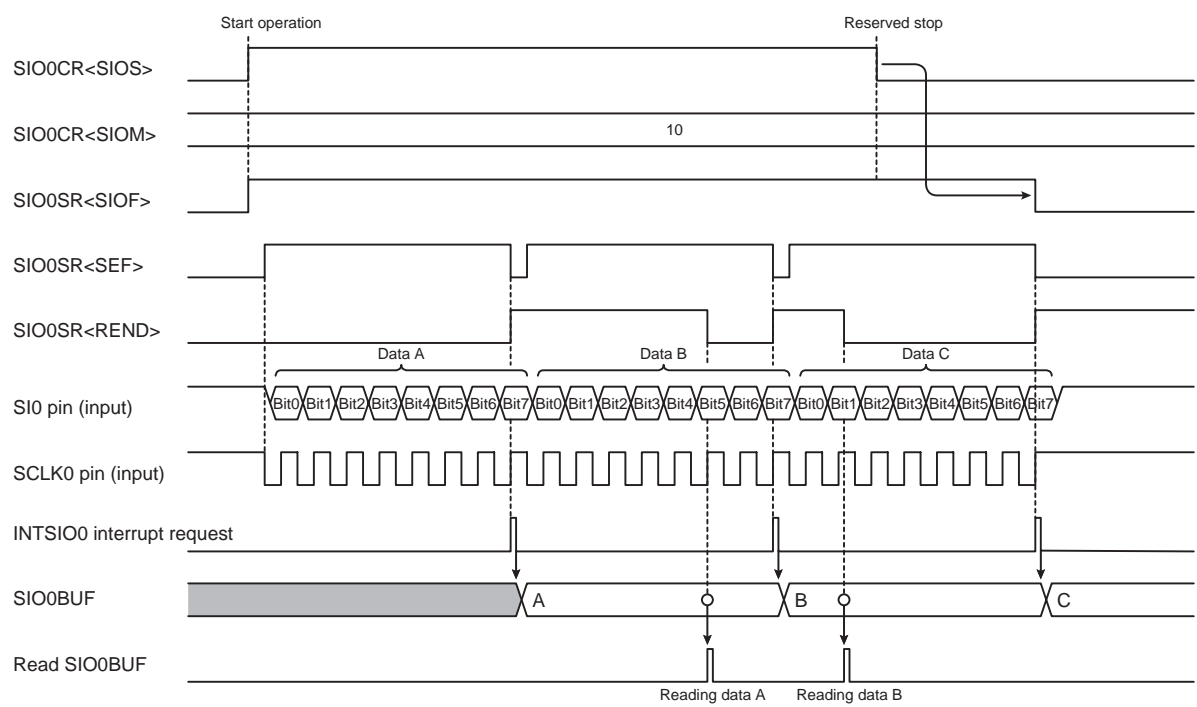 Start operation
Reserved stop
SIO0CR<SIOS>
SIO0CR<SIOM>
10
SIO0SR<SIOF>
SIO0SR<SEF>
SIO0SR<REND>
Data A
Data B
Data C
SI0 pin (input)
Bit0 Bit1 Bit2 Bit3 Bit4 Bit5 Bit6 Bit7 Bit0 Bit1 Bit2 Bit3 Bit4 Bit5 Bit6 Bit7 Bit0 Bit1 Bit2 Bit3 Bit4 Bit5 Bit6 Bit7
SCLK0 pin (input)
INTSIO0 interrupt request
SIO0BUF
A
B
C
Read SIO0BUF
Reading data A
Reading data B